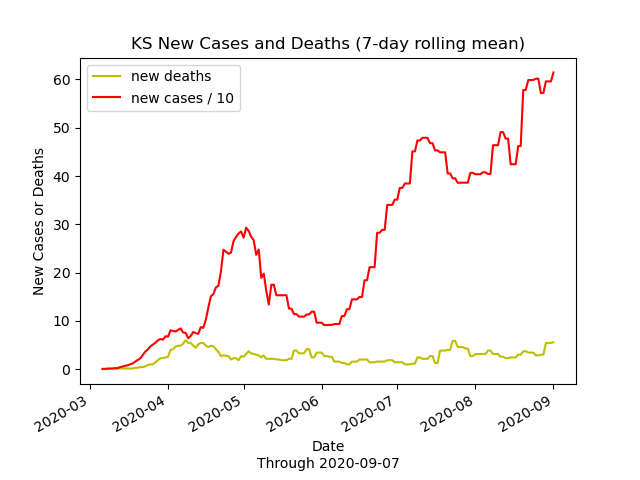 KS New Cases and Deaths (7-day rolling mean)
new deaths
new cases / 10
60
50
40
30
20
10
0
New Cases or Deaths
2020-03
2020-04
2020-05
2020-06
2020-07
2020-08
2020-09
Date
Through 2020-09-07